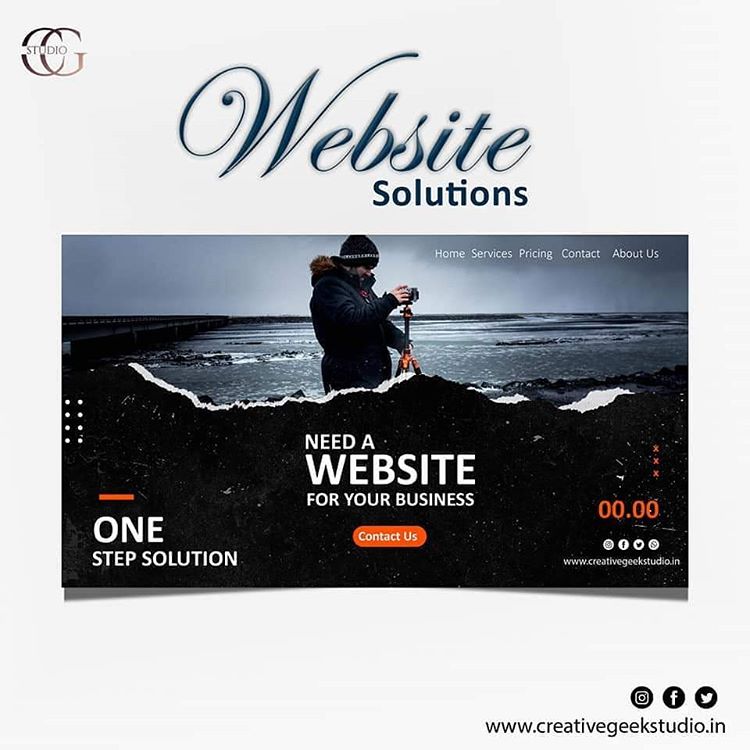 CG
STUDIO
Website
Solutions
Home Services Pricing Contact About Us
NEED A
WEBSITE
FOR YOUR BUSINESS
Contact Us
ONE
STEP SOLUTION
x
x
x
00.00
www.creativegeekstudio.in
www.creativegeekstudio.in